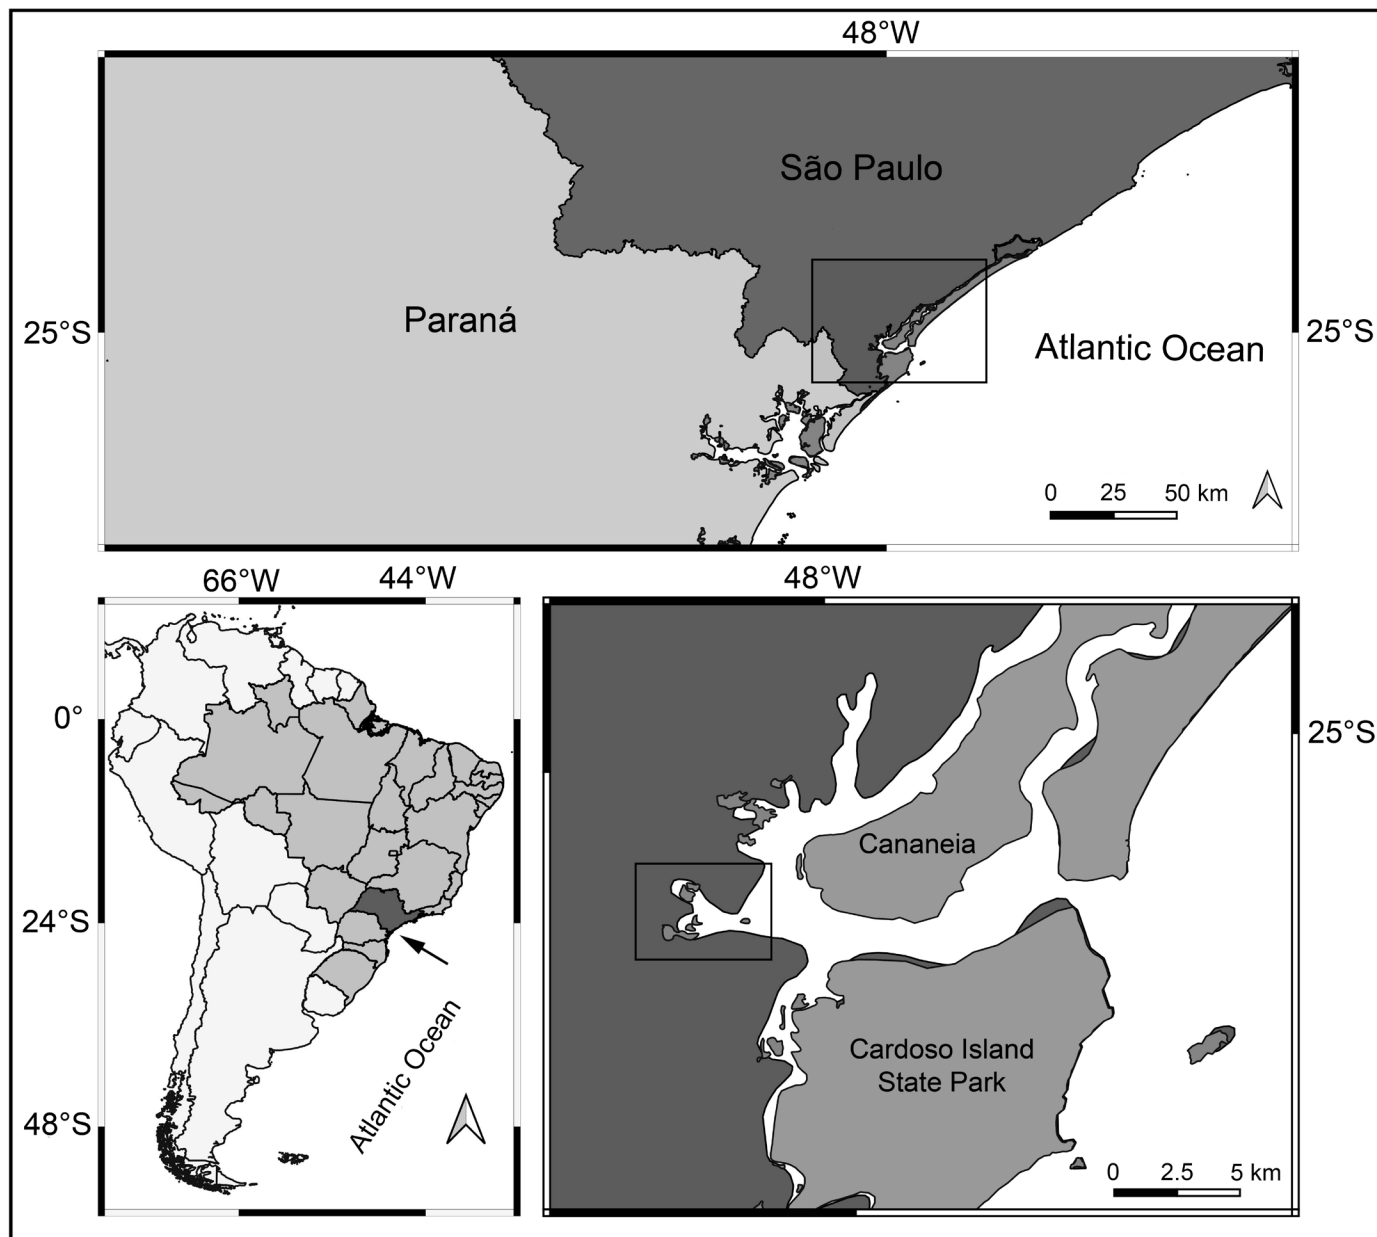 48°W
São Paulo
Paraná
25°S
25°S
Atlantic Ocean
0 25 50 km
66°W 44°W
48°W
0°
25°S
Cananeia
24°S
Atlantic Ocean
Cardoso Island
State Park
48°S
0 2.5 5 km